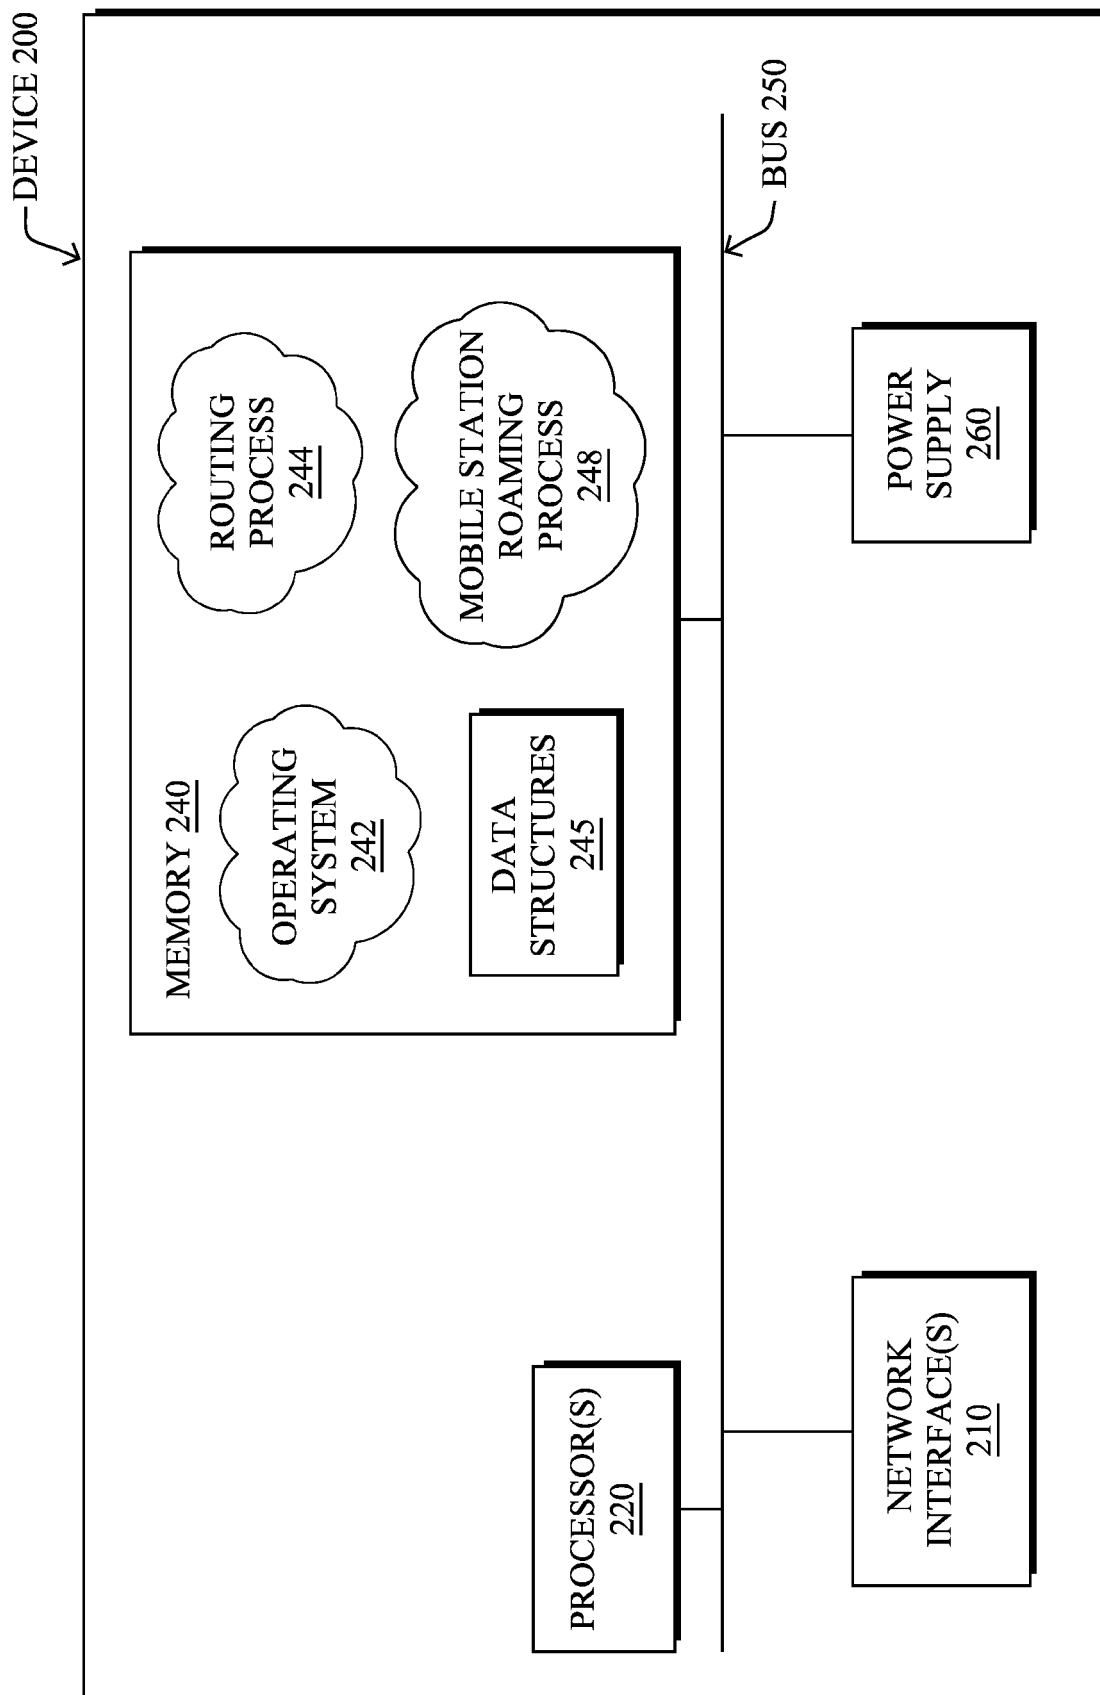 DEVICE 200
MEMORY 240
OPERATING
SYSTEM
242
ROUTING
PROCESS
244
DATA
STRUCTURES
245
MOBILE STATION
ROAMING
PROCESS
248
PROCESSOR(S)
220
BUS 250
NETWORK
INTERFACE(S)
210
POWER
SUPPLY
260